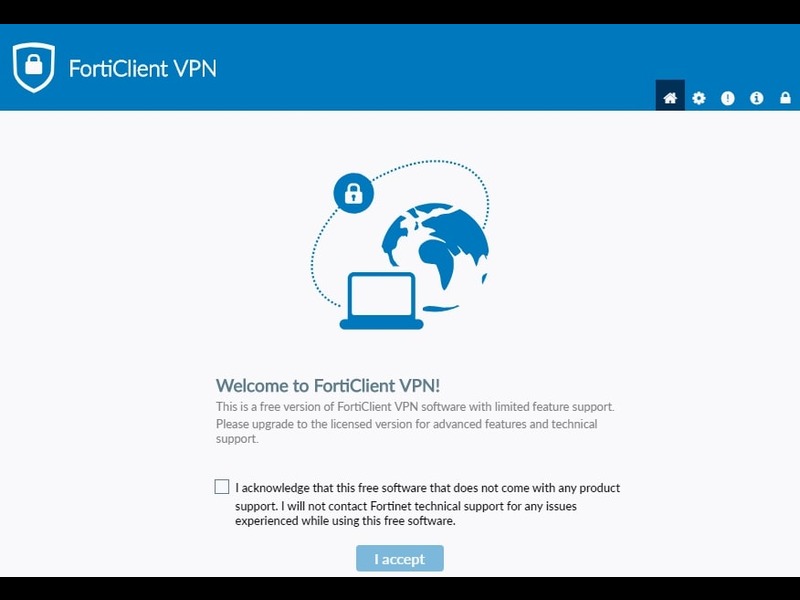 FortiClient VPN
Welcome to FortiClient VPN!
This is a free version of FortiClient VPN software with limited feature support.
Please upgrade to the licensed version for advanced features and technical
support.
I acknowledge that this free software that does not come with any product
support. I will not contact Fortinet technical support for any issues
experienced while using this free software.
I accept